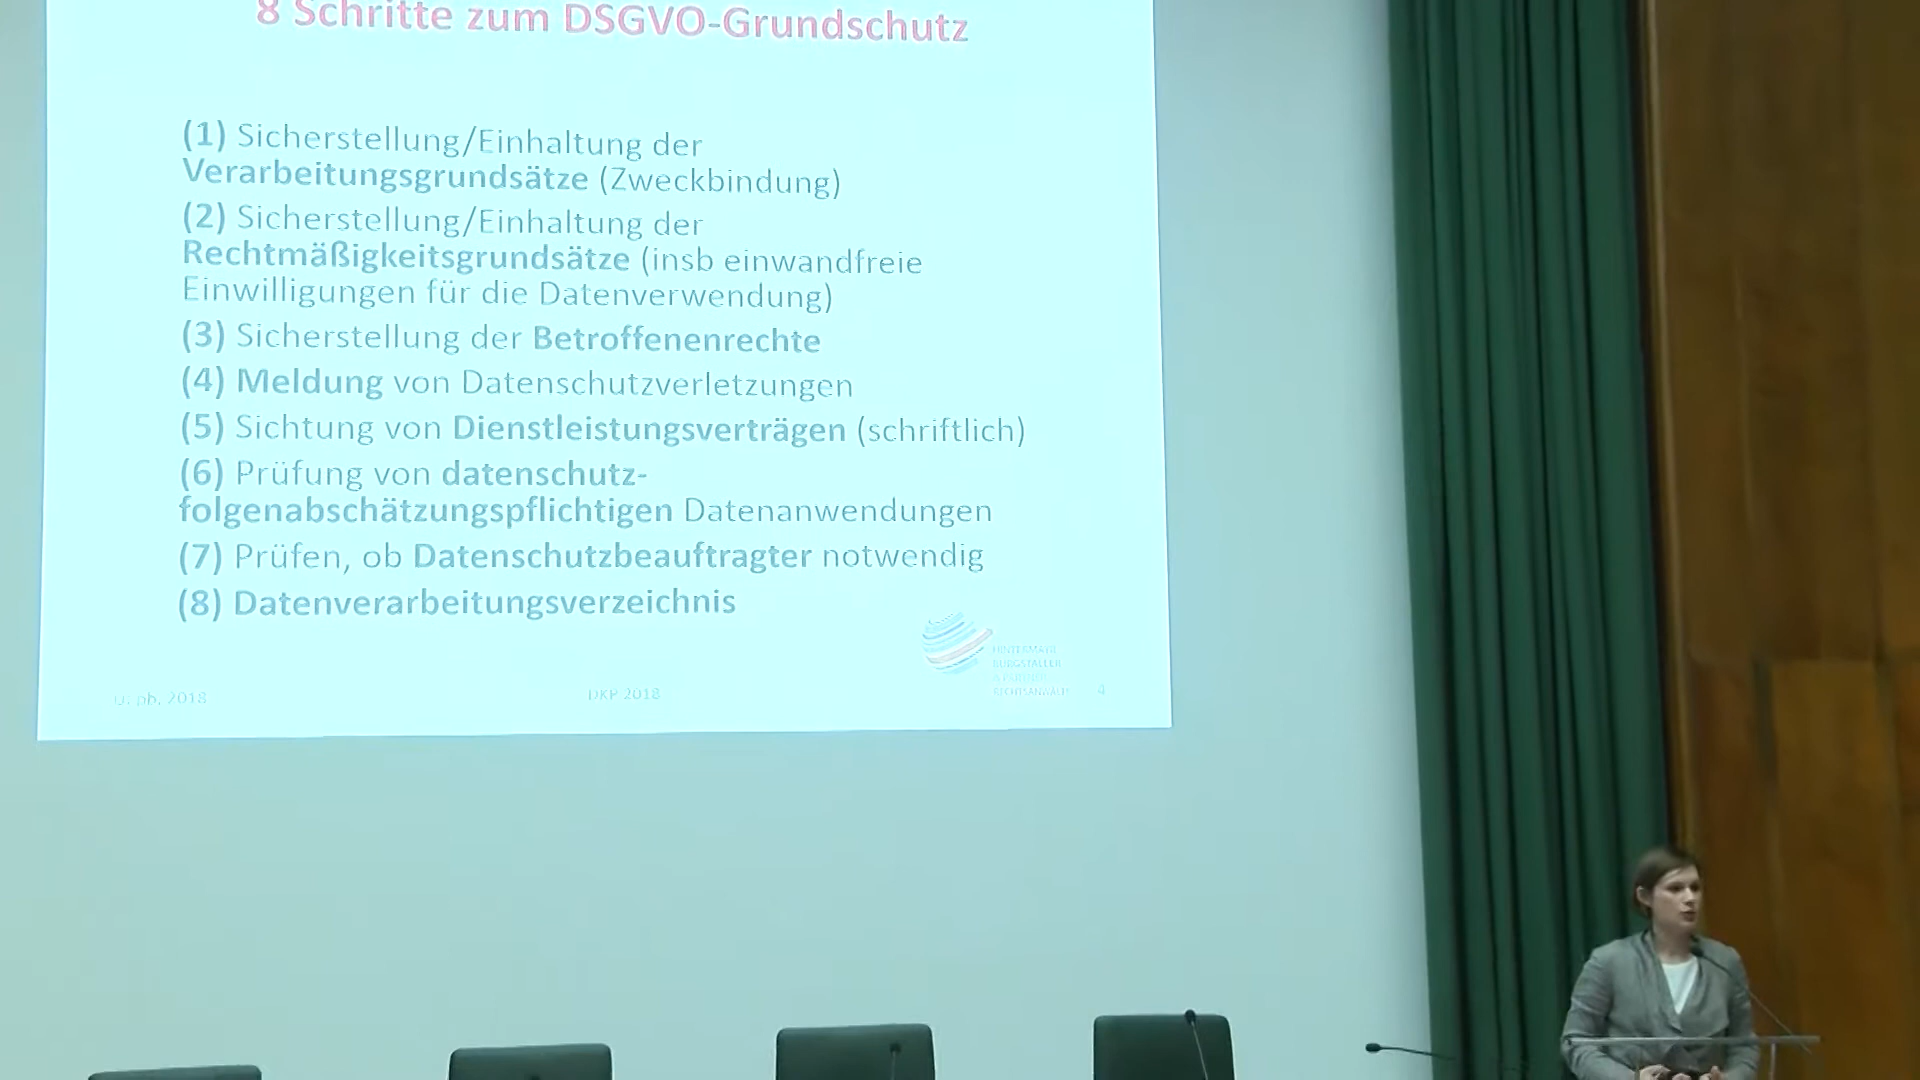 8 Schritte zum DSGVO-Grundschutz
(1) Sicherstellung/Einhaltung der
Verarbeitungsgrundsätze (Zweckbindung)
(2) Sicherstellung/Einhaltung der
Rechtmäßigkeitsgrundsätze (insb einwandfreie
Einwilligungen für die Datenverwendung)
(3) Sicherstellung der Betroffenenrechte
(4) Meldung von Datenschutzverletzungen
(5) Sichtung von Dienstleistungsverträgen (schriftlich)
(6) Prüfung von datenschutz-
folgenabschätzungspflichtigen Datenanwendungen
(7) Prüfen, ob Datenschutzbeauftragter notwendig
(8) Datenverarbeitungsverzeichnis
BURGSTALLER
2018
DKP 2018
4